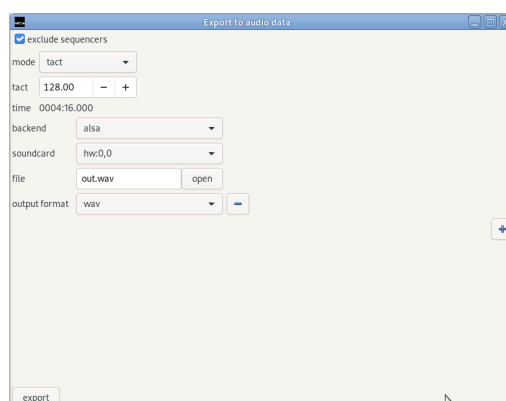 Export to audio data
exclude sequencers
mode tact
tact 128.00 − +
time 0004:16.000
backend alsa
soundcard hw:0,0
file out.wav open
output format wav
export